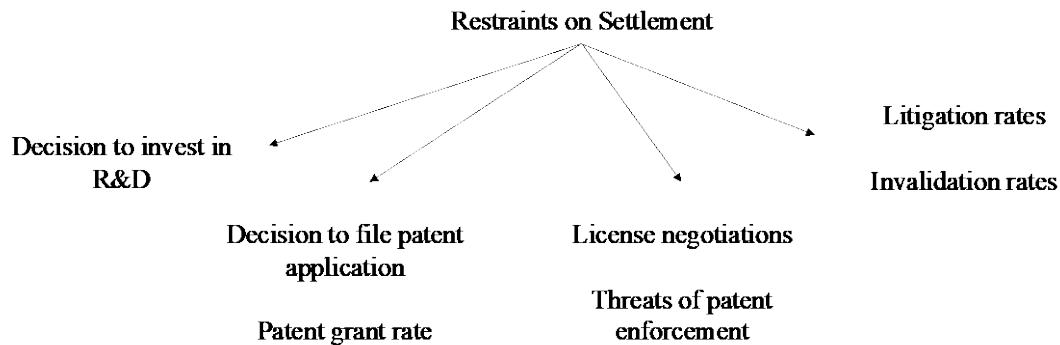 Restraints on Settlement
Decision to invest in
R&D
Decision to file patent
application
Patent grant rate
License negotiations
Threats of patent
enforcement
Litigation rates
Invalidation rates